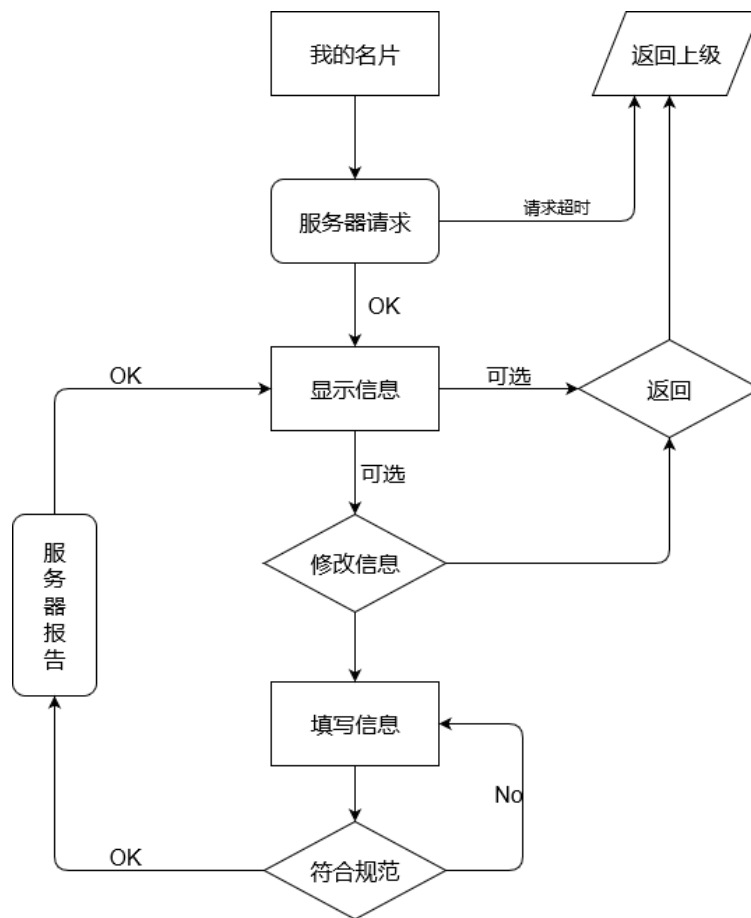 我的名片
返回上级
服务器请求
请求超时
OK
OK
显示信息
可选
返回
可选
服务器报告
修改信息
填写信息
No
OK
符合规范